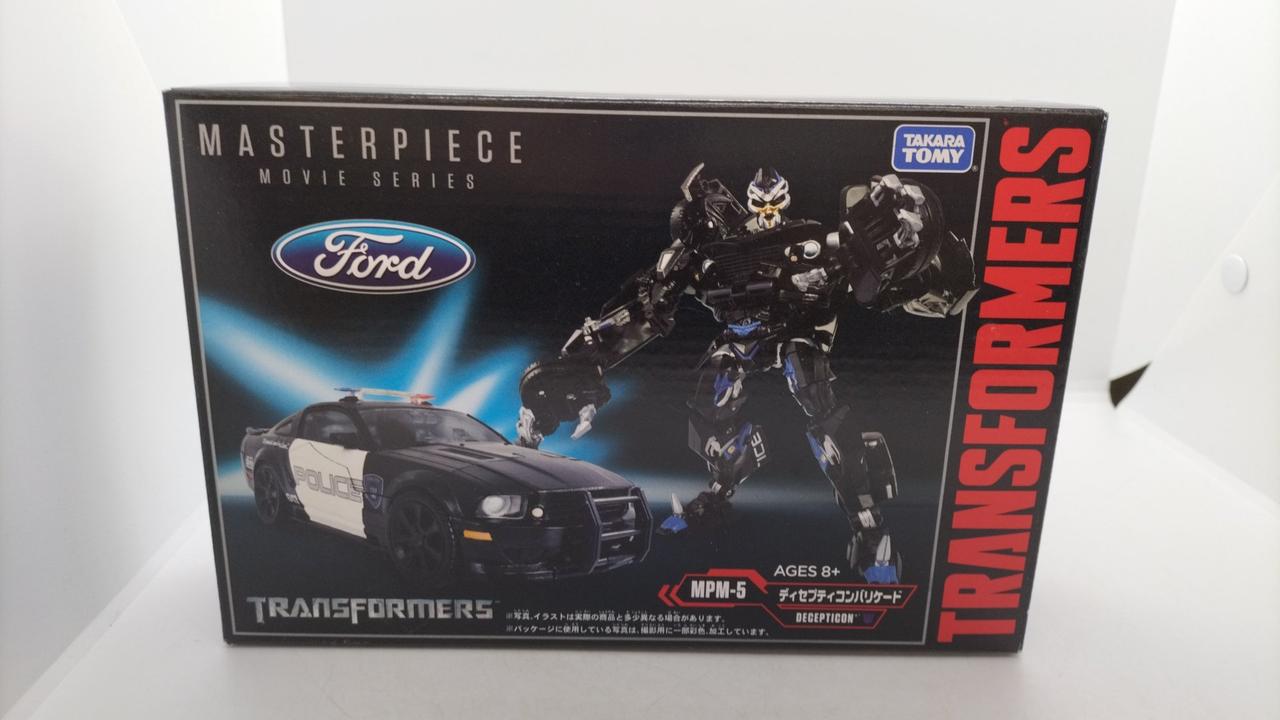 MASTERPIECE
MOVIE SERIES
TAKARA
TOMY
Ford
TRANSFORMERS
POLICE
ICE
AGES 8+
MPM-5
ディセプティコンバリケード
DECEPTICON
TRANSFORMERS
※写真、イラストは実際の商品と多少異なる場合があります。
※パッケージに使用している写真は、撮影用に一部彩色、加工しています。